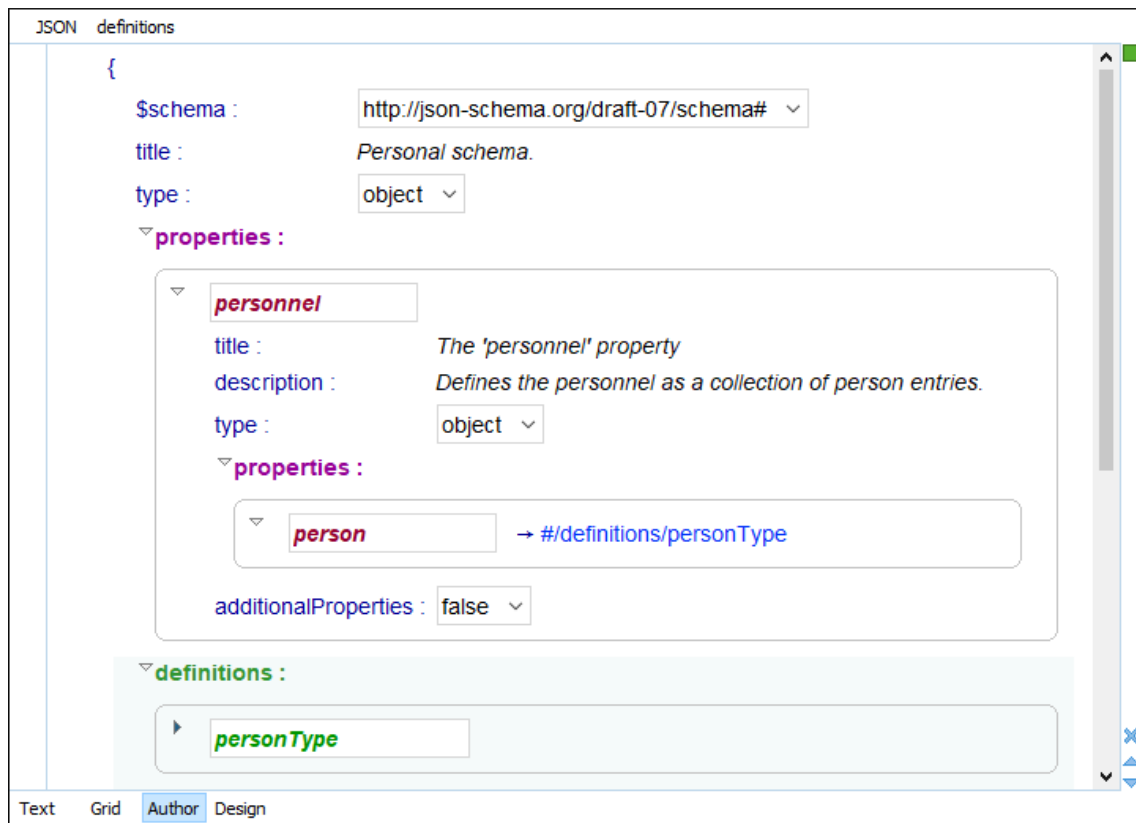 JSON definitions
{
$schema : http://json-schema.org/draft-07/schema#
title : Personal schema.
type : object
properties :
personnel
title : The 'personnel' property
description : Defines the personnel as a collection of person entries.
type : object
properties :
person → #/definitions/personType
additionalProperties : false
definitions :
personType
Text Grid Author Design